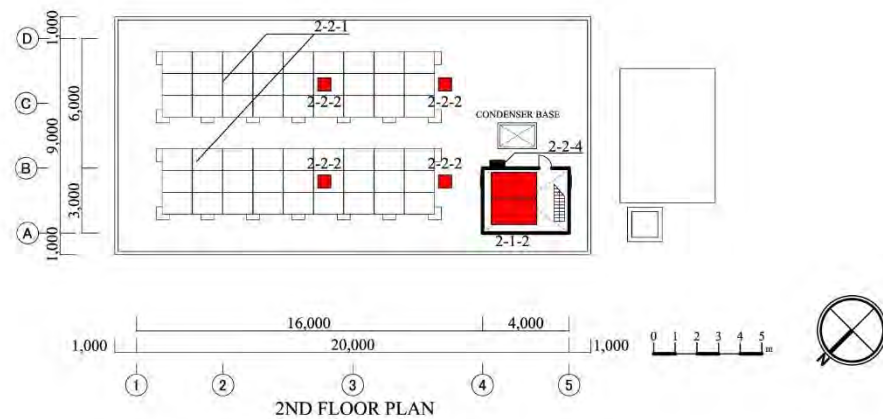 1,000
D
2-2-1
C
6,000
9,000
2-2-2
2-2-2
CONDENSER BASE
B
2-2-4
2-2-2
2-2-2
3,000
A
1,000
2-1-2
16,000
4,000
1,000
20,000
1,000
0 1 2 3 4 5
m
N
1
2
3
4
5
2ND FLOOR PLAN